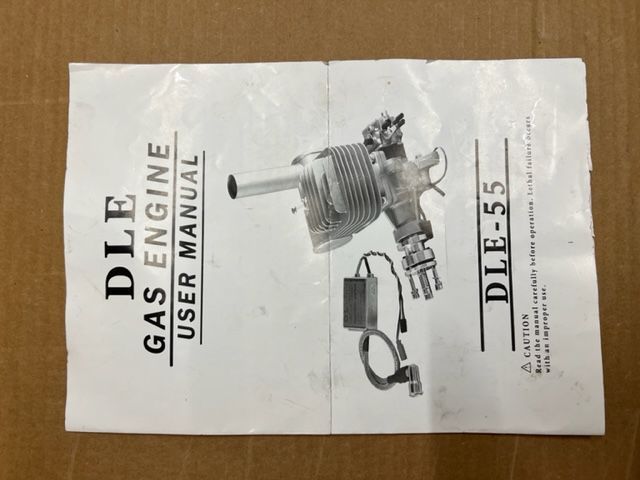 DLE
GAS ENGINE
USER MANUAL
DLE-55
⚠ CAUTION
Read the manual carefully before operation. Lethal failure occurs
with an improper use.